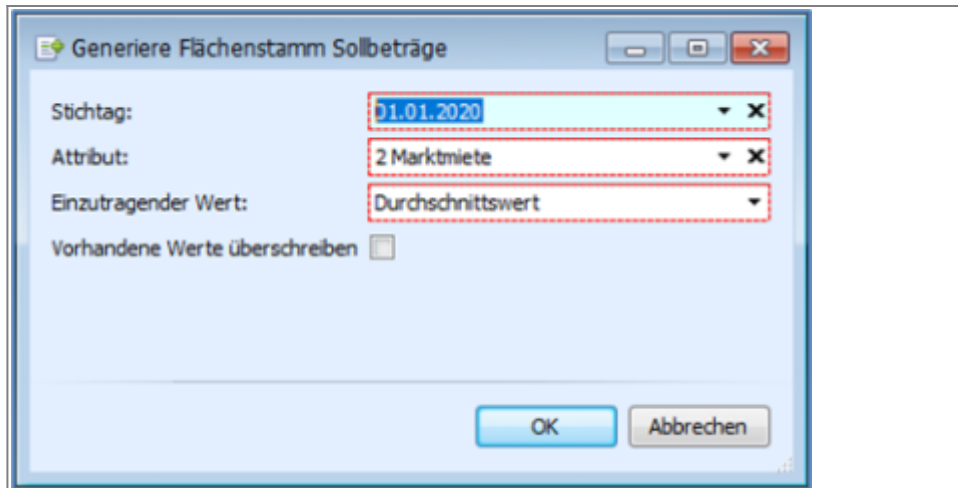 Generiere Flächenstamm Sollbeträge
Stichtag: 01.01.2020
Attribut: 2 Marktmiete
Einzutragender Wert: Durchschnittswert
Vorhandene Werte überschreiben
OK Abbrechen